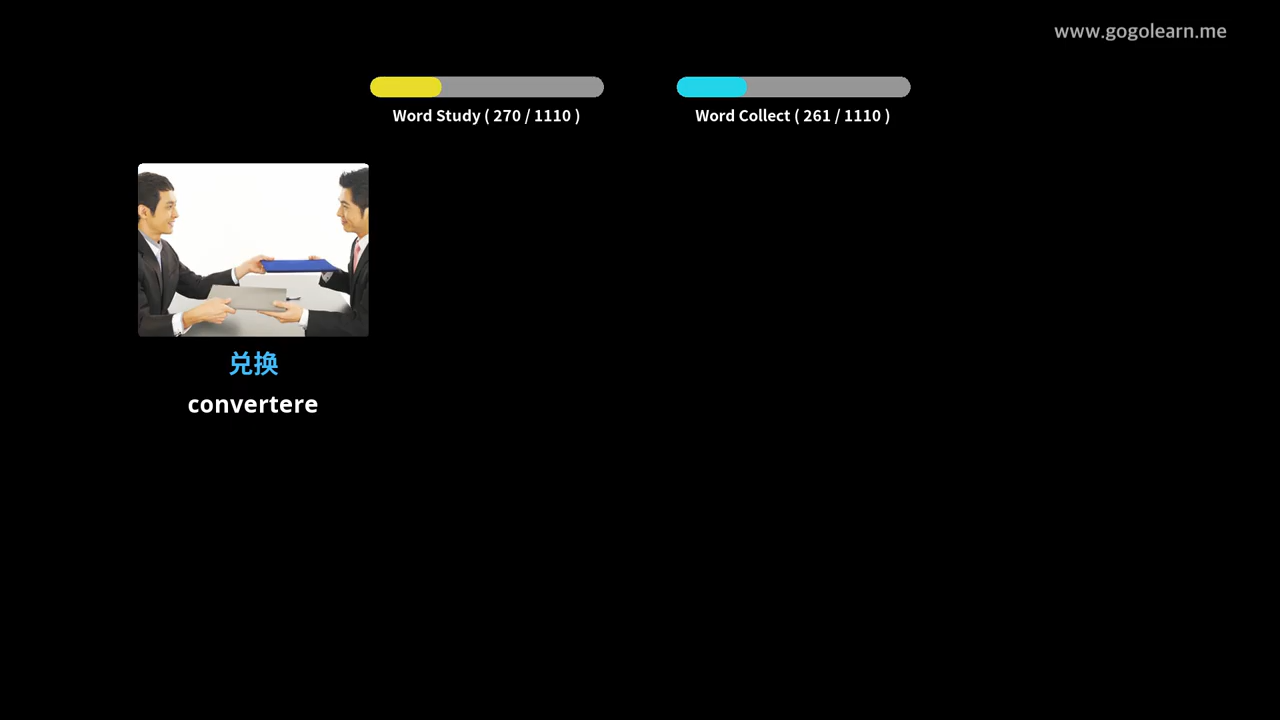 www.gogolearn.me
Word Study ( 270 / 1110 )
Word Collect ( 261 / 1110 )
兑换
convertere